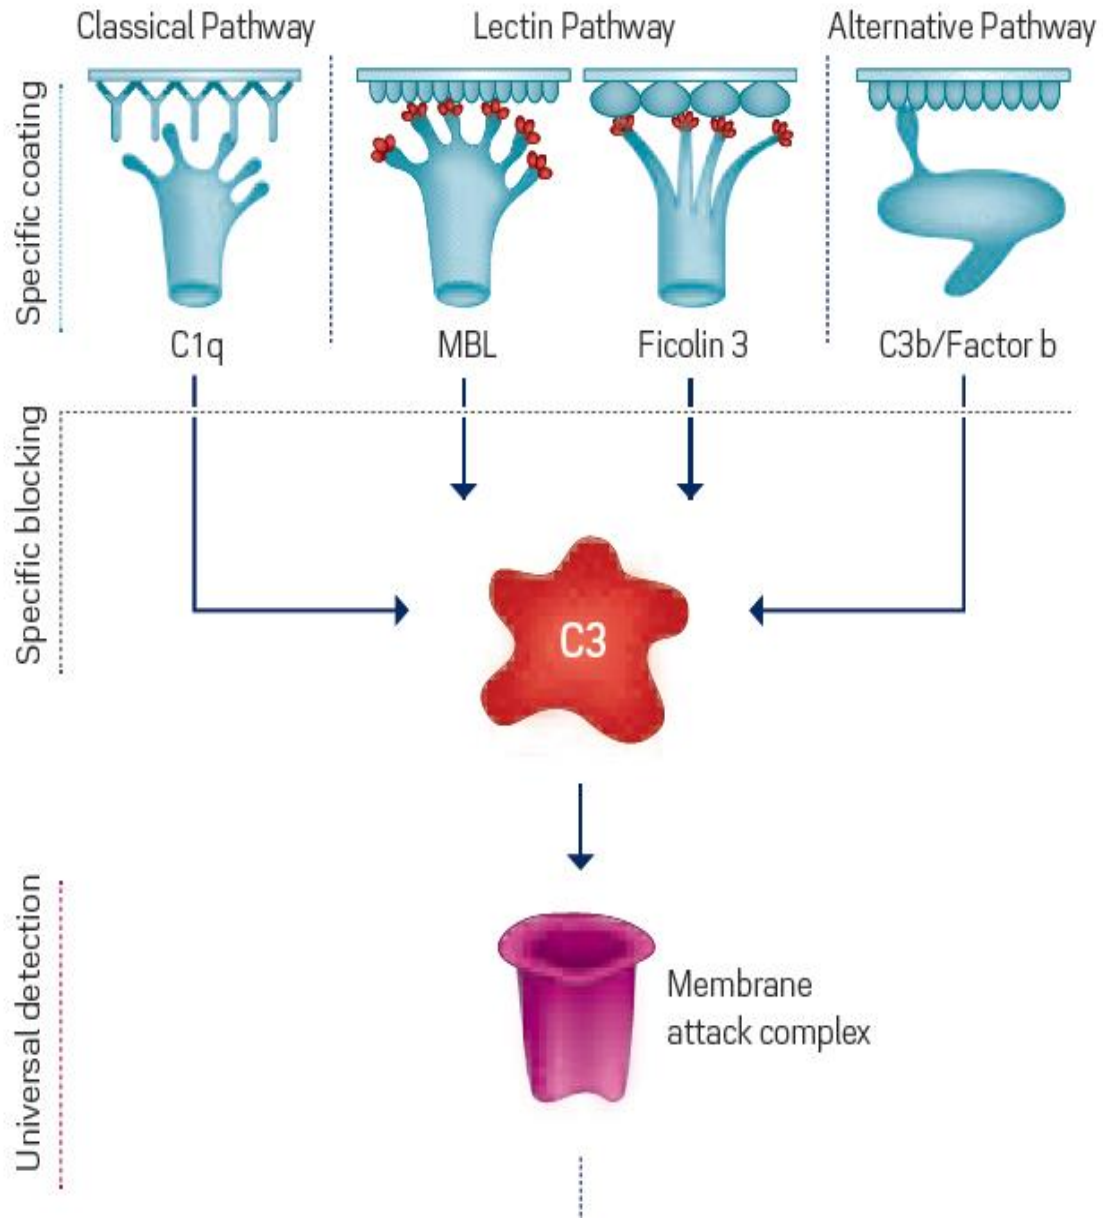 Classical Pathway
Lectin Pathway
Alternative Pathway
Specific coating
C1q
MBL
Ficolin 3
C3b/Factor b
Specific blocking
C3
Universal detection
Membrane
attack complex